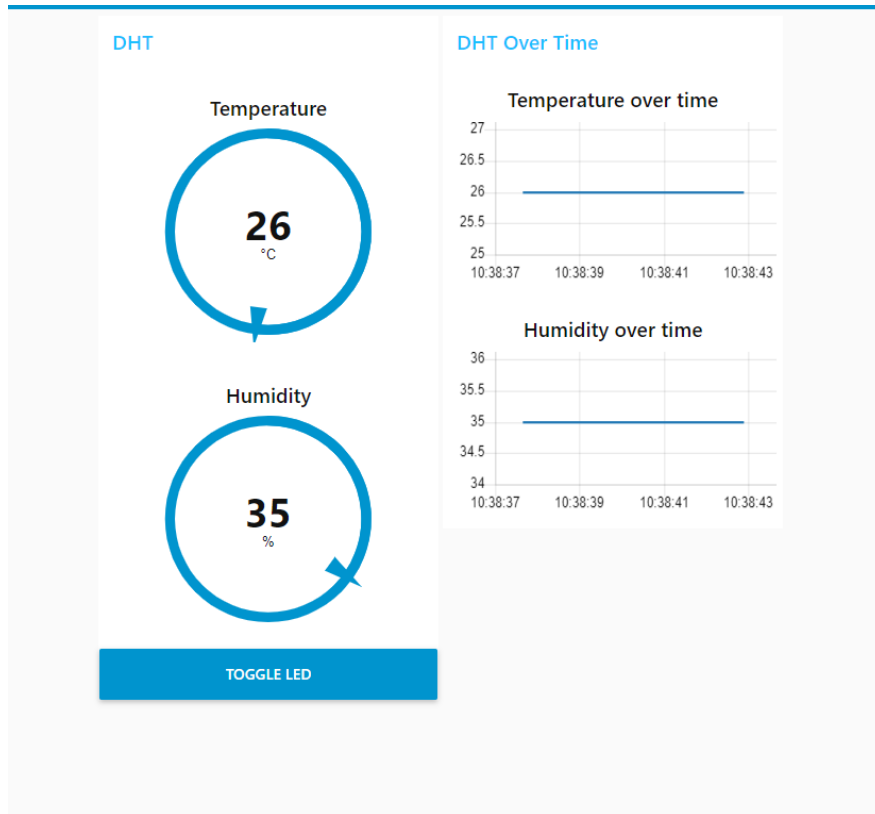 DHT
Temperature
26
°C
Humidity
35
%
TOGGLE LED
DHT Over Time
Temperature over time
27
26.5
26
25.5
25
10:38:37 10:38:39 10:38:41 10:38:43
Humidity over time
36
35.5
35
34.5
34
10:38:37 10:38:39 10:38:41 10:38:43